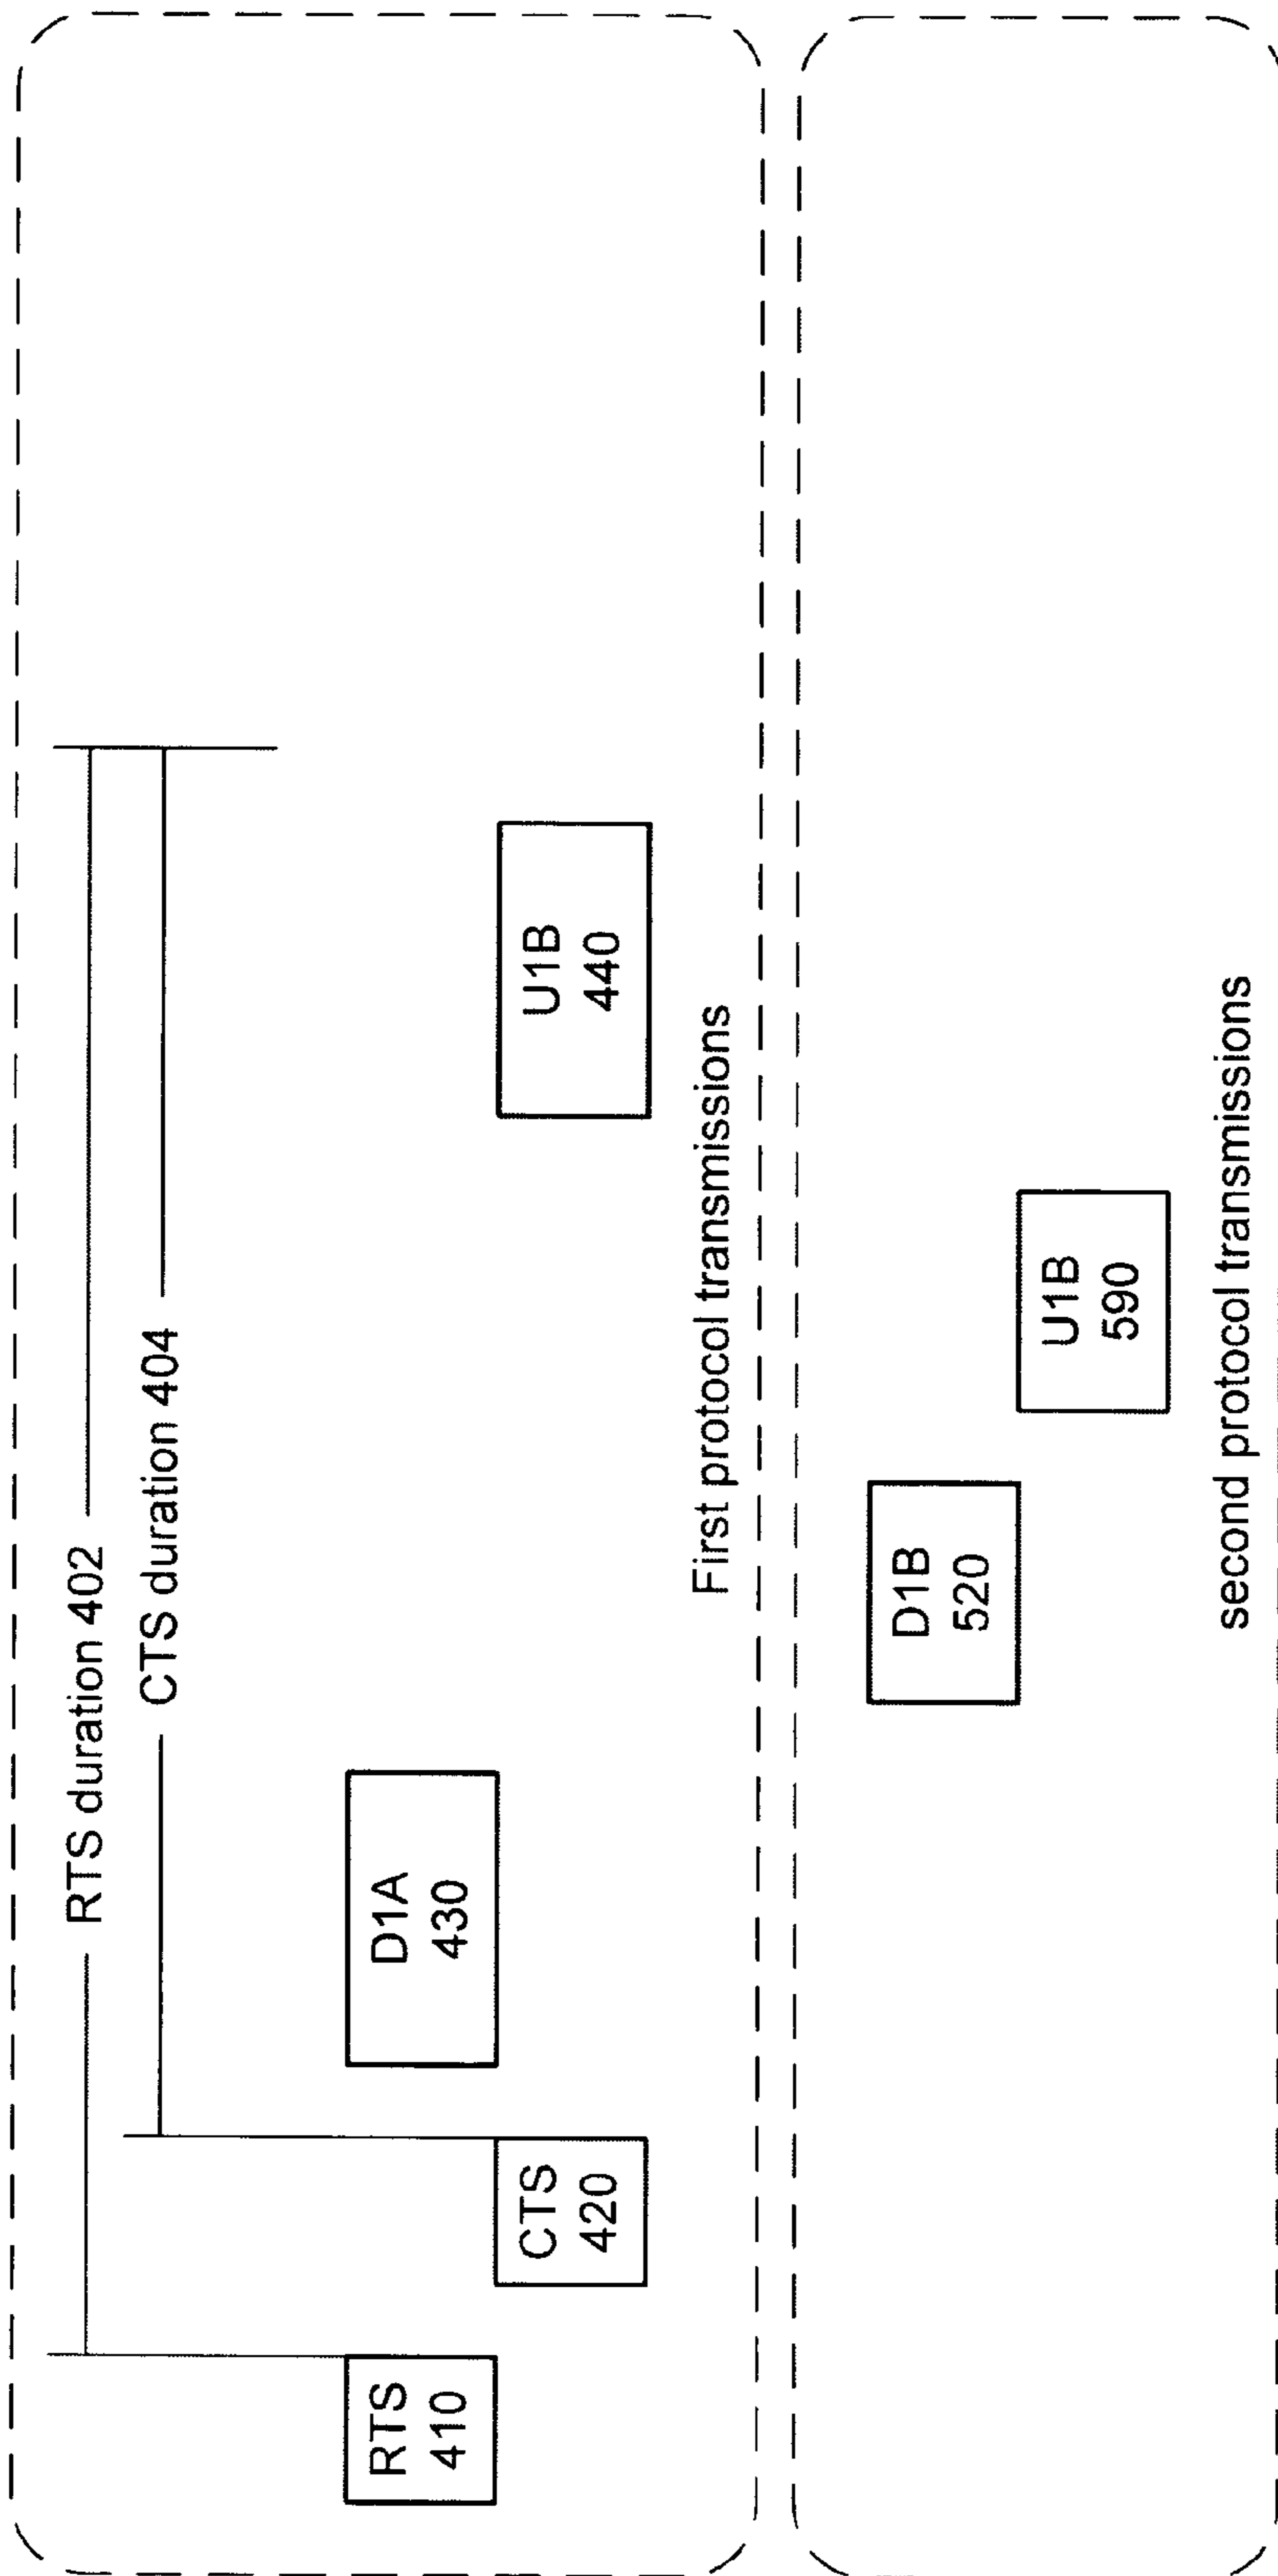 RTS duration 402
CTS duration 404
RTS
410
CTS
420
D1A
430
U1B
440
First protocol transmissions
D1B
520
U1B
590
second protocol transmissions